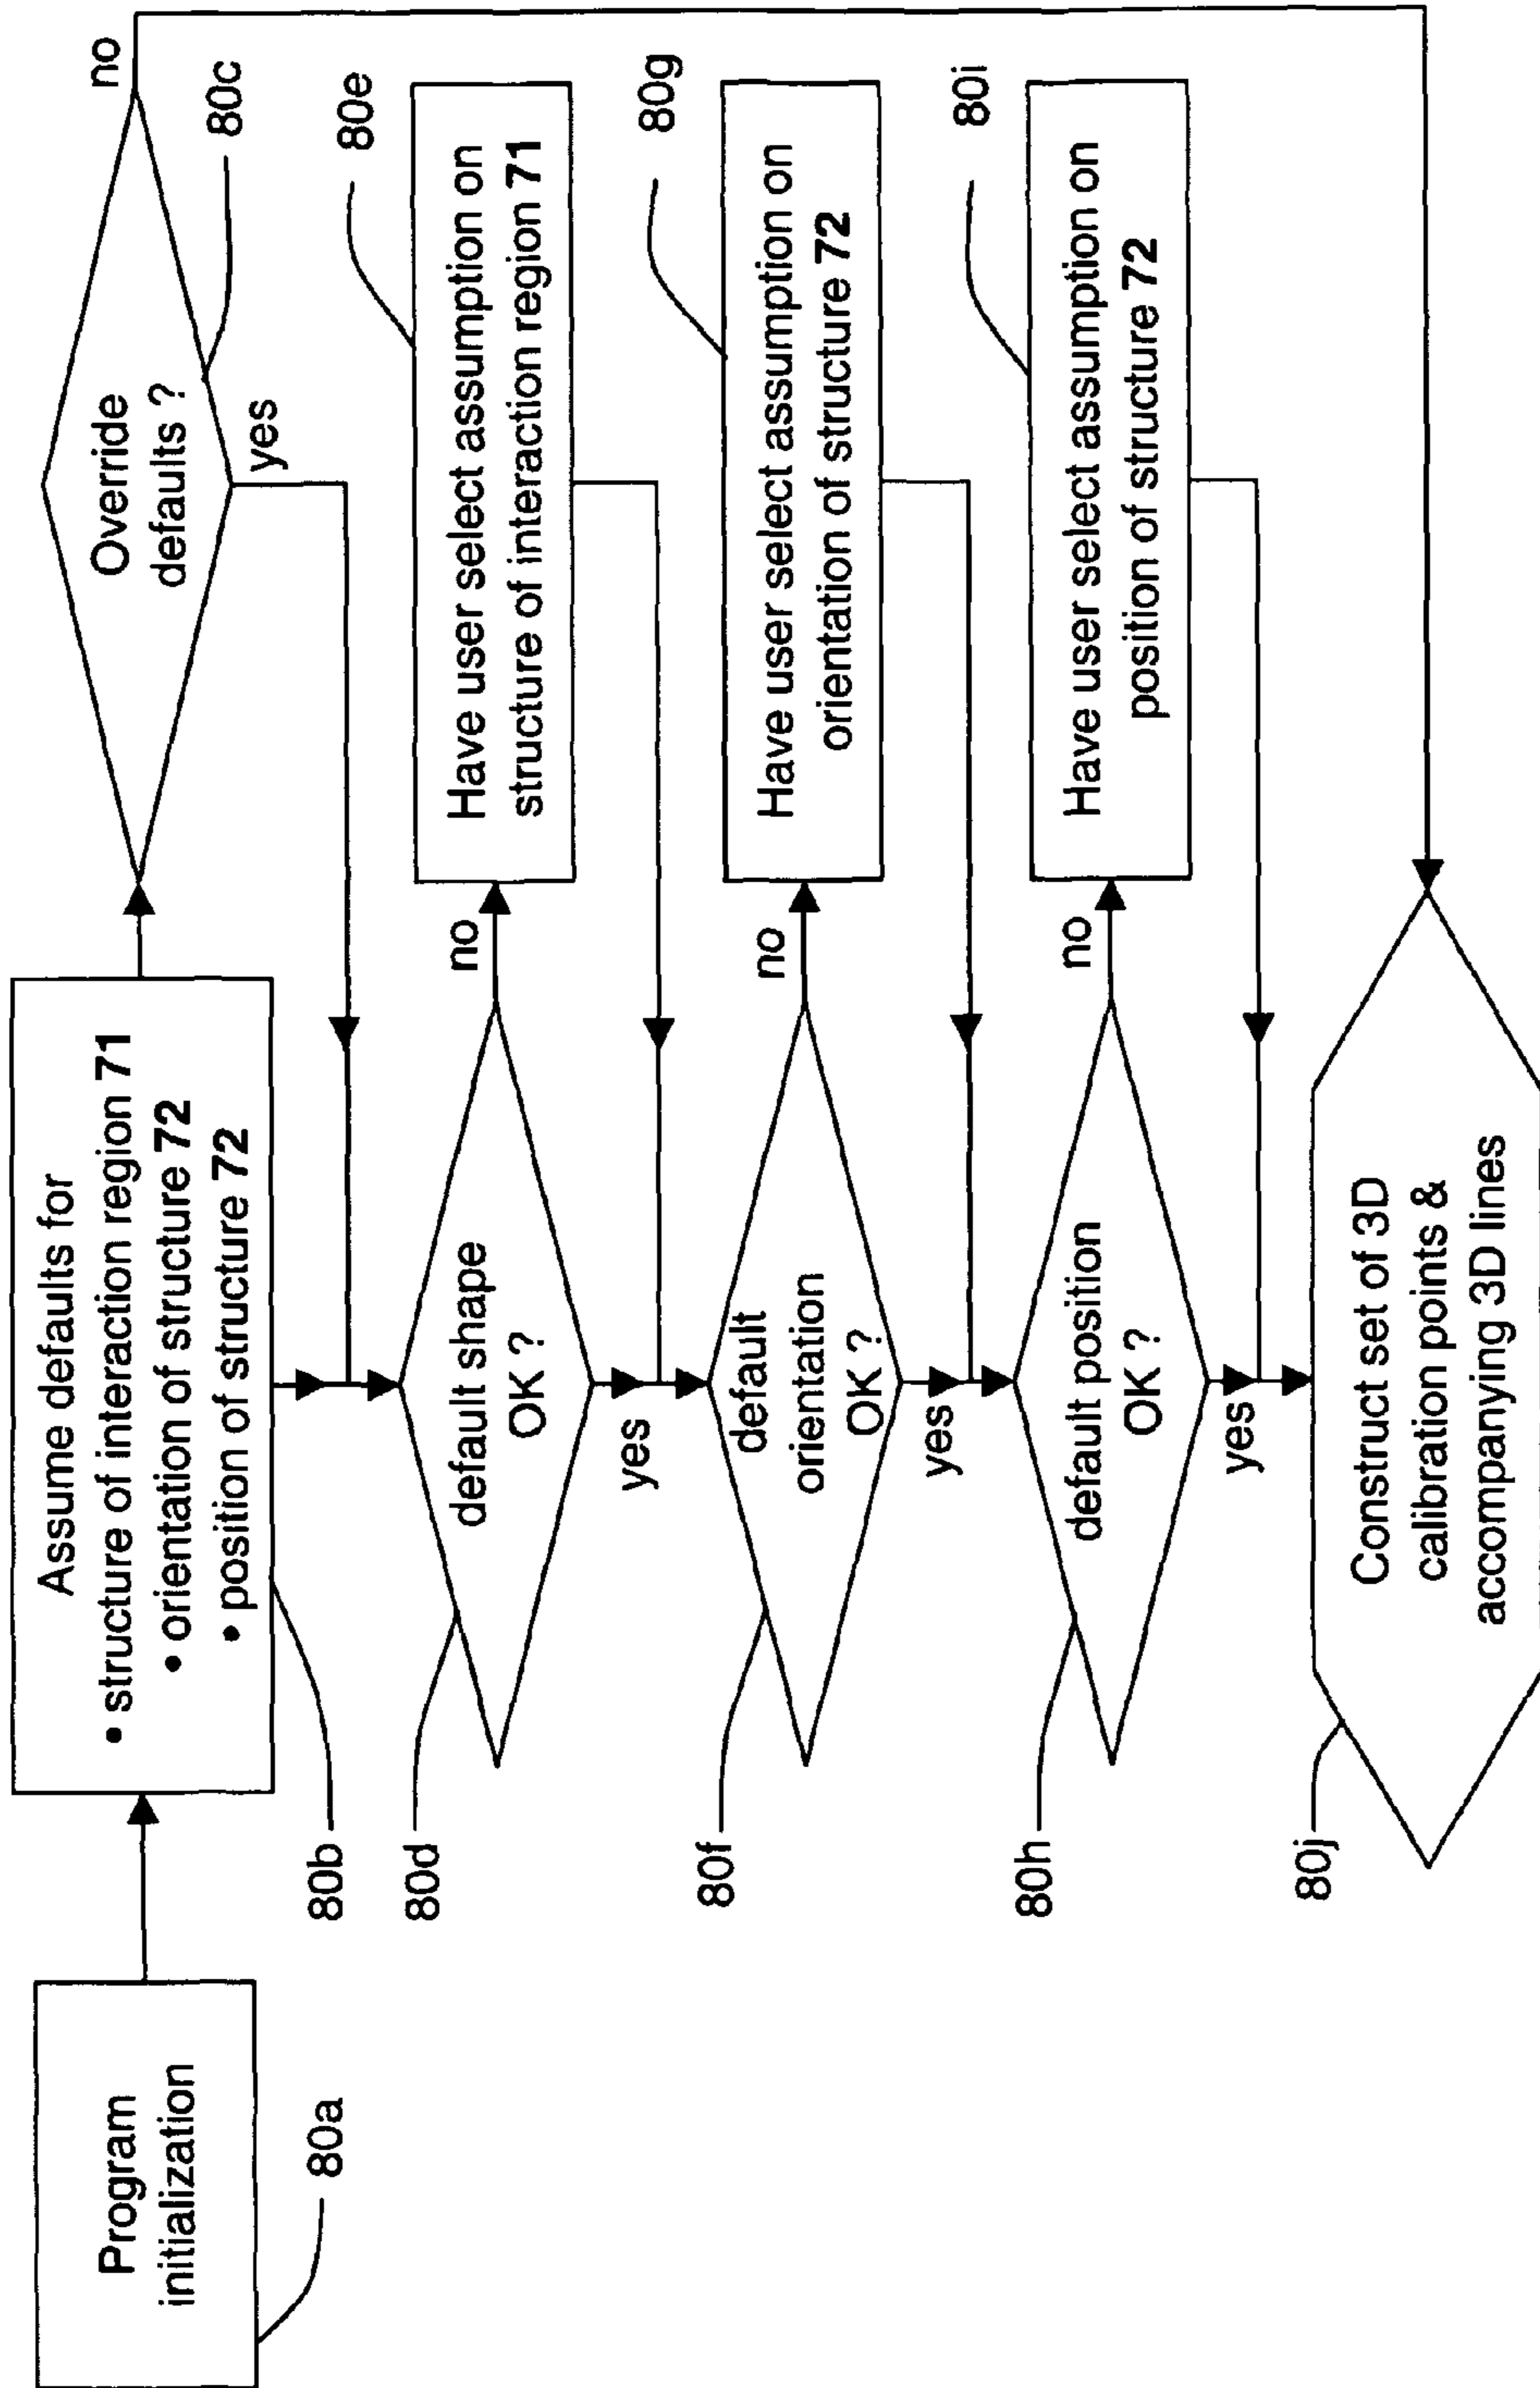 Program
initialization
80a
Assume defaults for
• structure of interaction region 71
• orientation of structure 72
• position of structure 72
80b
Override
defaults ?
no
80c
yes
default shape
OK ?
80d
no
Have user select assumption on
structure of interaction region 71
80e
yes
default
orientation
OK ?
80f
no
Have user select assumption on
orientation of structure 72
80g
yes
default position
OK ?
80h
no
Have user select assumption on
position of structure 72
80i
yes
Construct set of 3D
calibration points &
accompanying 3D lines
80j